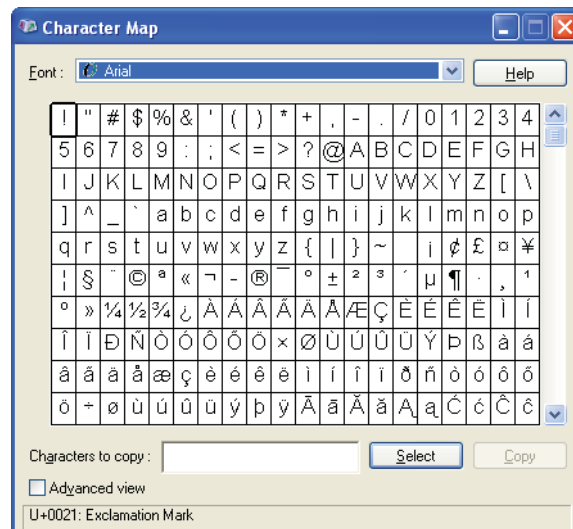 Character Map
Font : Arial Help
! " # $ % & ' ( ) * + , - . / 0 1 2 3 4
5 6 7 8 9 : ; < = > ? @ A B C D E F G H
I J K L M N O P Q R S T U V W X Y Z [ \
] ^ _ ` a b c d e f g h i j k l m n o p
q r s t u v w x y z { | } ~ ¡ ¢ £ ¤ ¥
¦ § ¨ © ª « ¬ - ® ¯ ° ± ² ³ ´ µ ¶ · ¸ ¹
º » ¼ ½ ¾ ¿ À Á Â Ã Ä Å Æ Ç È É Ê Ë Ì Í
Î Ï Ð Ñ Ò Ó Ô Õ Ö × Ø Ù Ú Û Ü Ý Þ ß à á
â ã ä å æ ç è é ê ë ì í î ï ð ñ ò ó ô õ
ö ÷ ø ù ú û ü ý þ ÿ Ā ā Ă ă Ą ą Ć ć Ĉ ĉ
Characters to copy : Select Copy
Advanced view
U+0021: Exclamation Mark